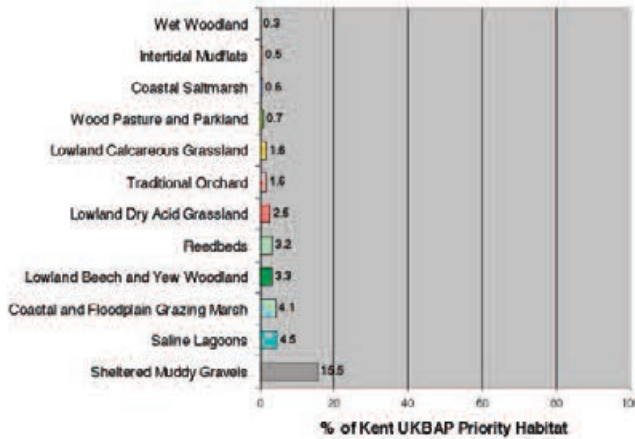 Wet Woodland 0.3
Intertidal Mudflats 0.5
Coastal Saltmarsh 0.6
Wood Pasture and Parkland 0.7
Lowland Calcareous Grassland 1.6
Traditional Orchard 1.6
Lowland Dry Acid Grassland 2.5
Reedbeds 3.2
Lowland Beech and Yew Woodland 3.3
Coastal and Floodplain Grazing Marsh 4.1
Saline Lagoons 4.5
Sheltered Muddy Gravels 15.5
0 20 40 60 80 100
% of Kent UKBAP Priority Habitat